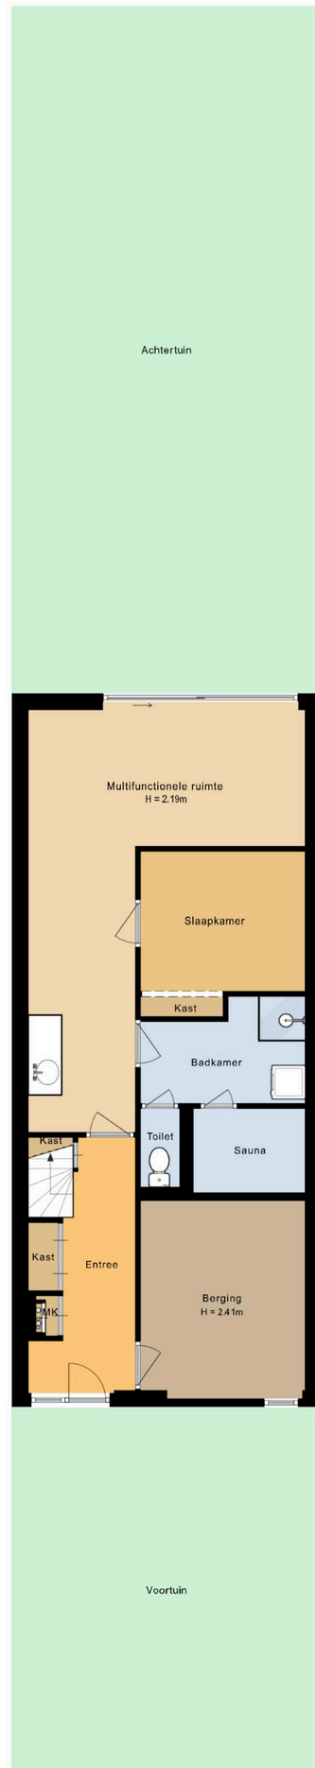 Achtertuin
Multifunctionele ruimte
H = 2.19m
Slaapkamer
Kast
Badkamer
Kast
Toilet
Sauna
Kast
Entree
MK
Berging
H = 2.41m
Voortuin